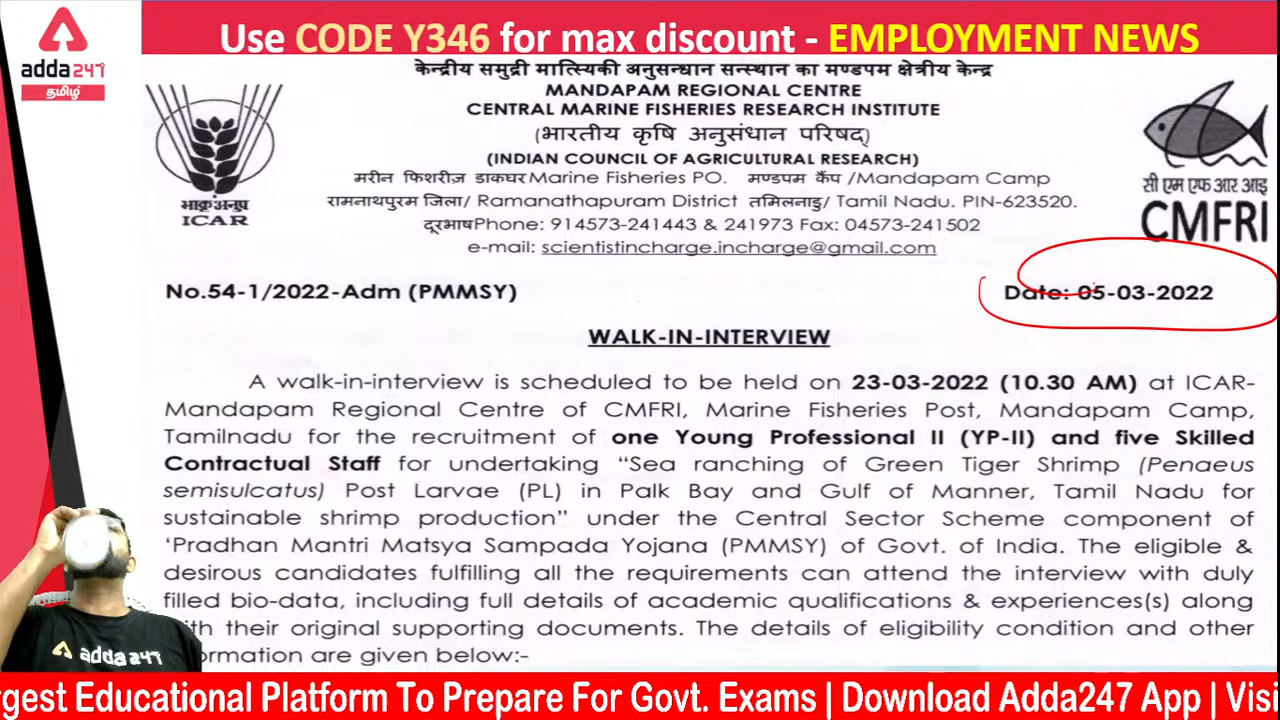 Use CODE Y346 for max discount - EMPLOYMENT NEWS
adda247
தமிழ்
केन्द्रीय समुद्री मात्स्यिकी अनुसन्धान सन्स्थान का मण्डपम क्षेत्रीय केन्द्र
MANDAPAM REGIONAL CENTRE
CENTRAL MARINE FISHERIES RESEARCH INSTITUTE
(भारतीय कृषि अनुसंधान परिषद)
(INDIAN COUNCIL OF AGRICULTURAL RESEARCH)
मरीन फिशरीज़ डाकघर Marine Fisheries PO. मण्डपम कैंप /Mandapam Camp
रामनाथपुरम जिला/ Ramanathapuram District तमिलनाडु/ Tamil Nadu. PIN-623520.
दूरभाषPhone: 914573-241443 & 241973 Fax: 04573-241502
e-mail: scientistincharge.incharge@gmail.com
भाकृअनुप
ICAR
सी एम एफ आर आइ
CMFRI
No.54-1/2022-Adm (PMMSY) Date: 05-03-2022
WALK-IN-INTERVIEW
A walk-in-interview is scheduled to be held on 23-03-2022 (10.30 AM) at ICAR-
Mandapam Regional Centre of CMFRI, Marine Fisheries Post, Mandapam Camp,
Tamilnadu for the recruitment of one Young Professional II (YP-II) and five Skilled
Contractual Staff for undertaking “Sea ranching of Green Tiger Shrimp (Penaeus
semisulcatus) Post Larvae (PL) in Palk Bay and Gulf of Manner, Tamil Nadu for
sustainable shrimp production” under the Central Sector Scheme component of
‘Pradhan Mantri Matsya Sampada Yojana (PMMSY) of Govt. of India. The eligible &
desirous candidates fulfilling all the requirements can attend the interview with duly
filled bio-data, including full details of academic qualifications & experiences(s) along
th their original supporting documents. The details of eligibility condition and other
ormation are given below:-
adda247
rgest Educational Platform To Prepare For Govt. Exams | Download Adda247 App | Visi